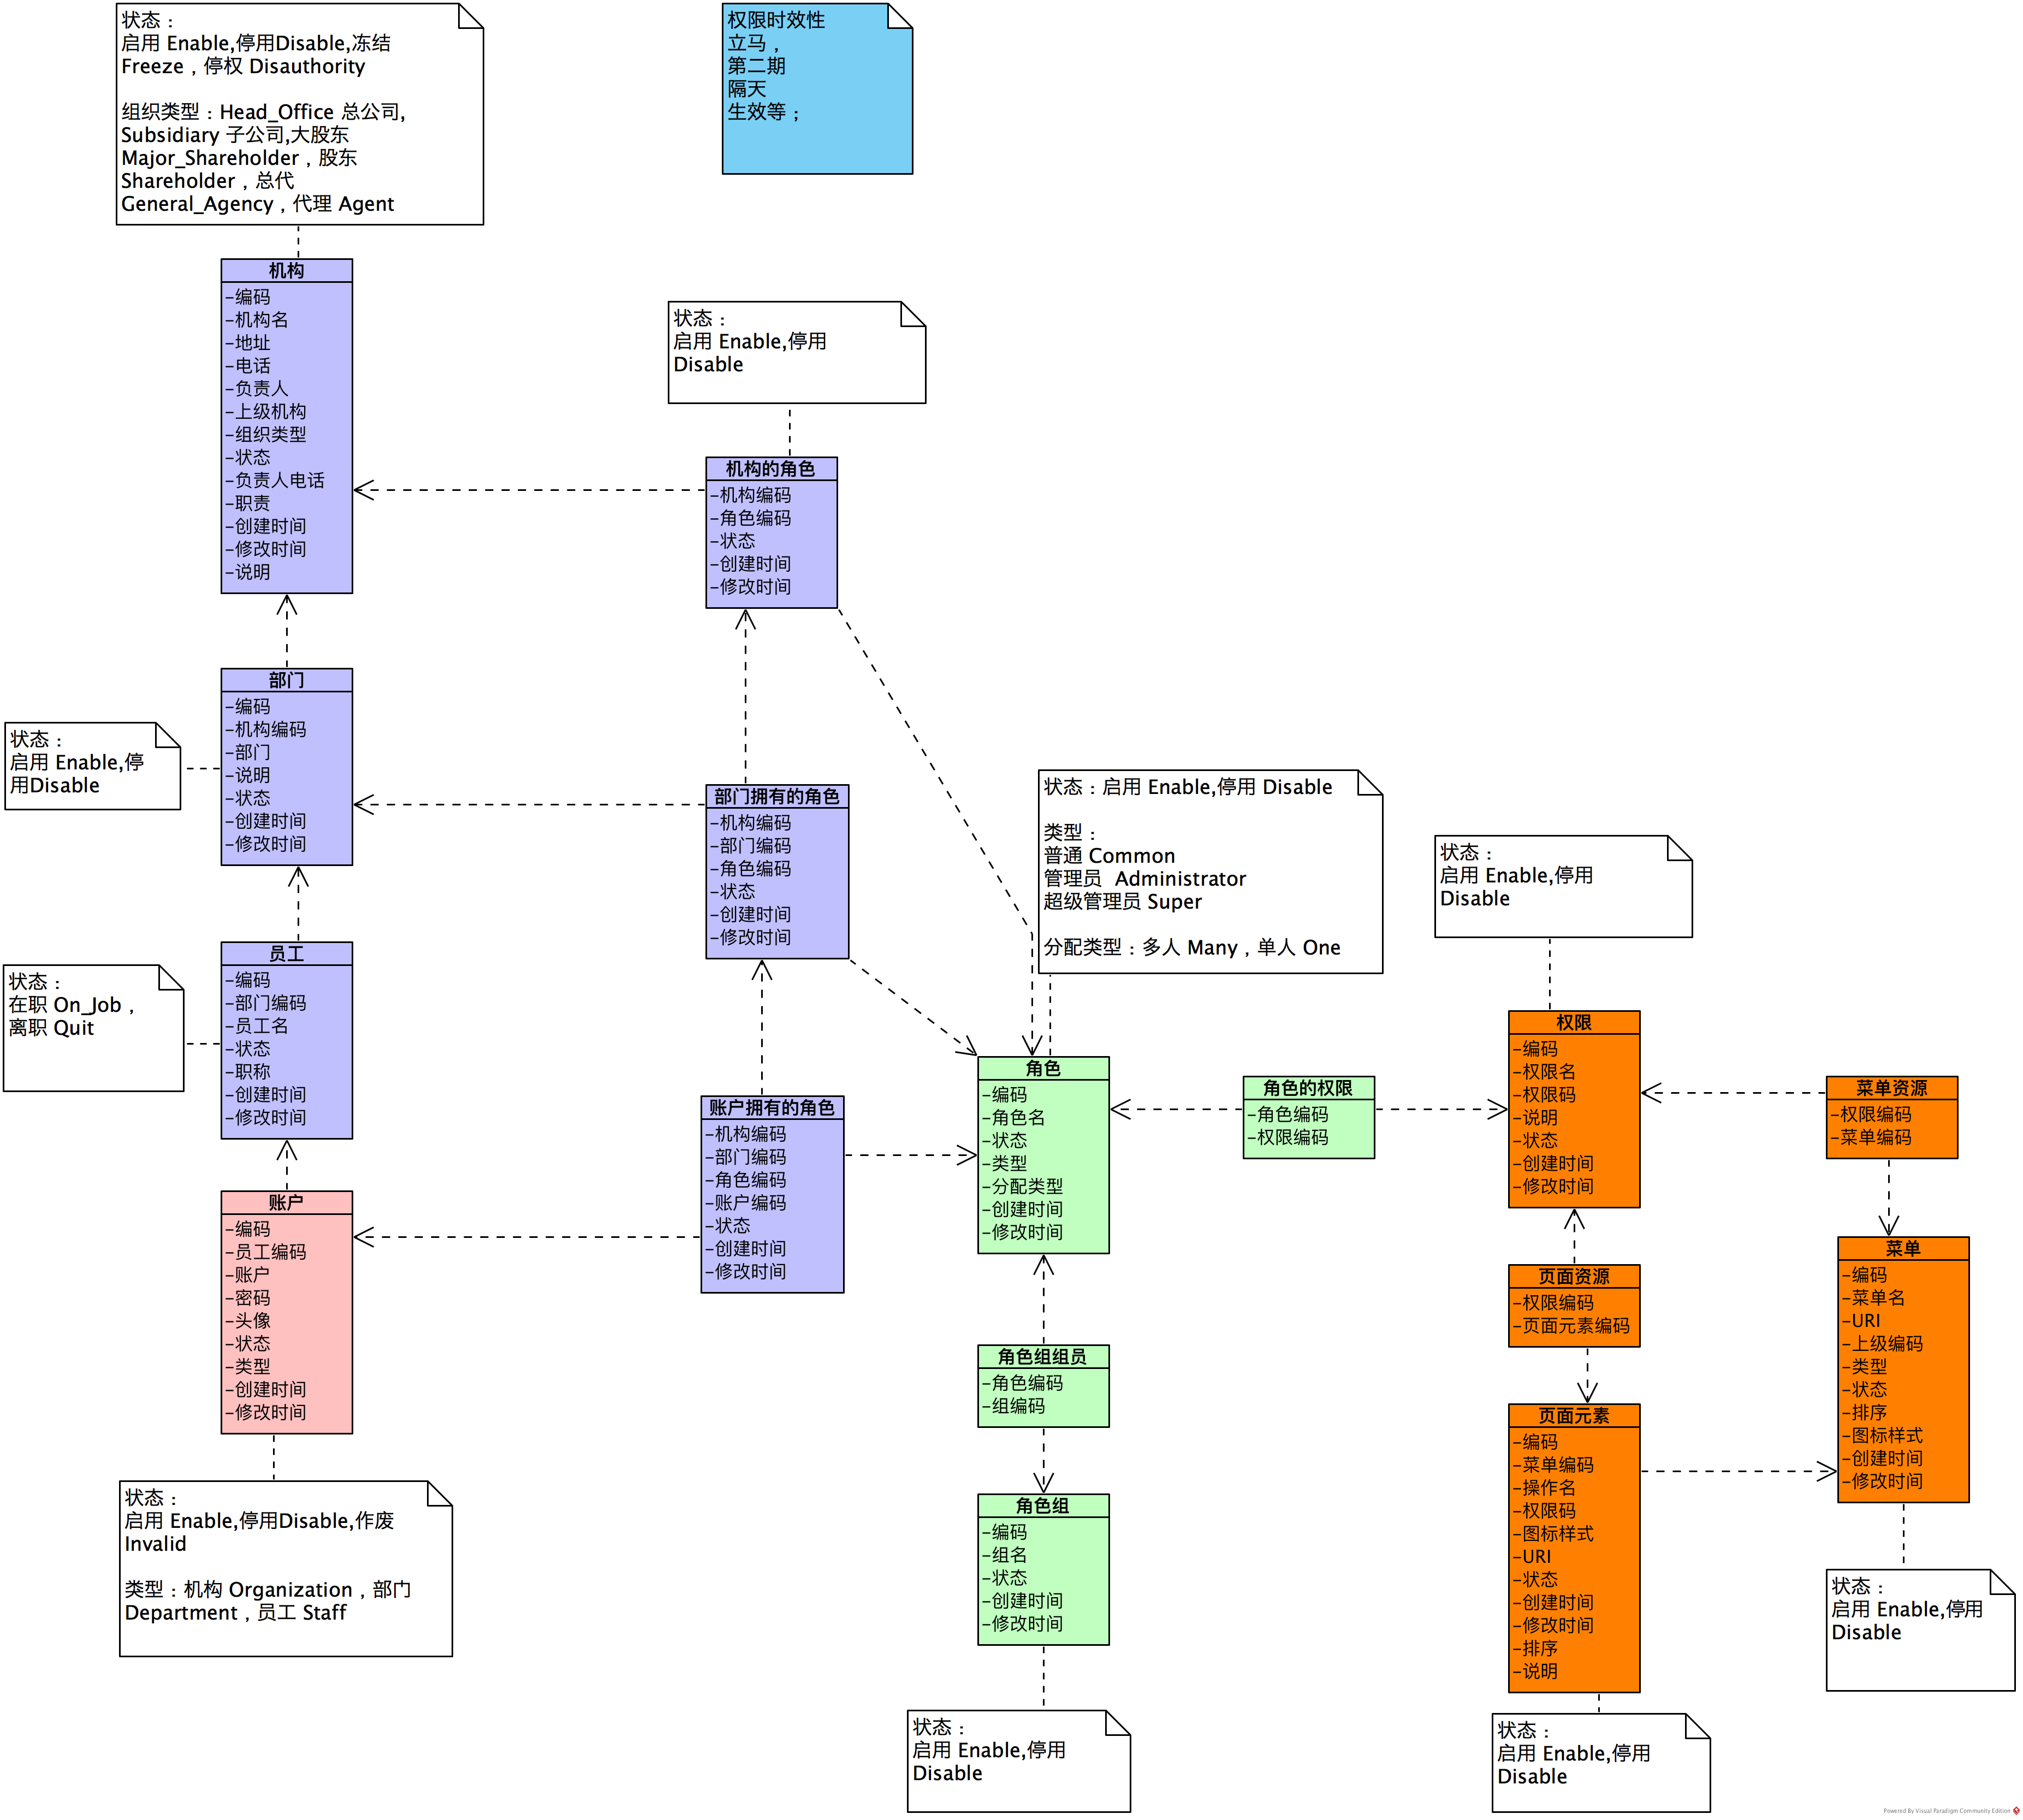 状态：
启用 Enable,停用Disable,冻结
Freeze，停权 Disauthority
组织类型：Head_Office 总公司,
Subsidiary 子公司,大股东
Major_Shareholder，股东
Shareholder，总代
General_Agency，代理 Agent
权限时效性
立马，
第二期
隔天
生效等；
机构
-编码
-机构名
-地址
-电话
-负责人
-上级机构
-组织类型
-状态
-负责人电话
-职责
-创建时间
-修改时间
-说明
状态：
启用 Enable,停用
Disable
机构的角色
-机构编码
-角色编码
-状态
-创建时间
-修改时间
部门
-编码
-机构编码
-部门
-说明
-状态
-创建时间
-修改时间
状态：
启用 Enable,停
用Disable
部门拥有的角色
-机构编码
-部门编码
-角色编码
-状态
-创建时间
-修改时间
状态：启用 Enable,停用 Disable
类型：
普通 Common
管理员  Administrator
超级管理员 Super
分配类型：多人 Many，单人 One
状态：
启用 Enable,停用
Disable
员工
-编码
-部门编码
-员工名
-状态
-职称
-创建时间
-修改时间
状态：
在职 On_Job，
离职 Quit
账户拥有的角色
-机构编码
-部门编码
-角色编码
-账户编码
-状态
-创建时间
-修改时间
角色
-编码
-角色名
-状态
-类型
-分配类型
-创建时间
-修改时间
角色的权限
-角色编码
-权限编码
权限
-编码
-权限名
-权限码
-说明
-状态
-创建时间
-修改时间
菜单资源
-权限编码
-菜单编码
账户
-编码
-员工编码
-账户
-密码
-头像
-状态
-类型
-创建时间
-修改时间
页面资源
-权限编码
-页面元素编码
菜单
-编码
-菜单名
-URI
-上级编码
-类型
-状态
-排序
-图标样式
-创建时间
-修改时间
角色组组员
-角色编码
-组编码
页面元素
-编码
-菜单编码
-操作名
-权限码
-图标样式
-URI
-状态
-创建时间
-修改时间
-排序
-说明
状态：
启用 Enable,停用Disable,作废
Invalid
类型：机构 Organization，部门
Department，员工 Staff
角色组
-编码
-组名
-状态
-创建时间
-修改时间
状态：
启用 Enable,停用
Disable
状态：
启用 Enable,停用
Disable
状态：
启用 Enable,停用
Disable
Powered By Visual Paradigm Community Edition